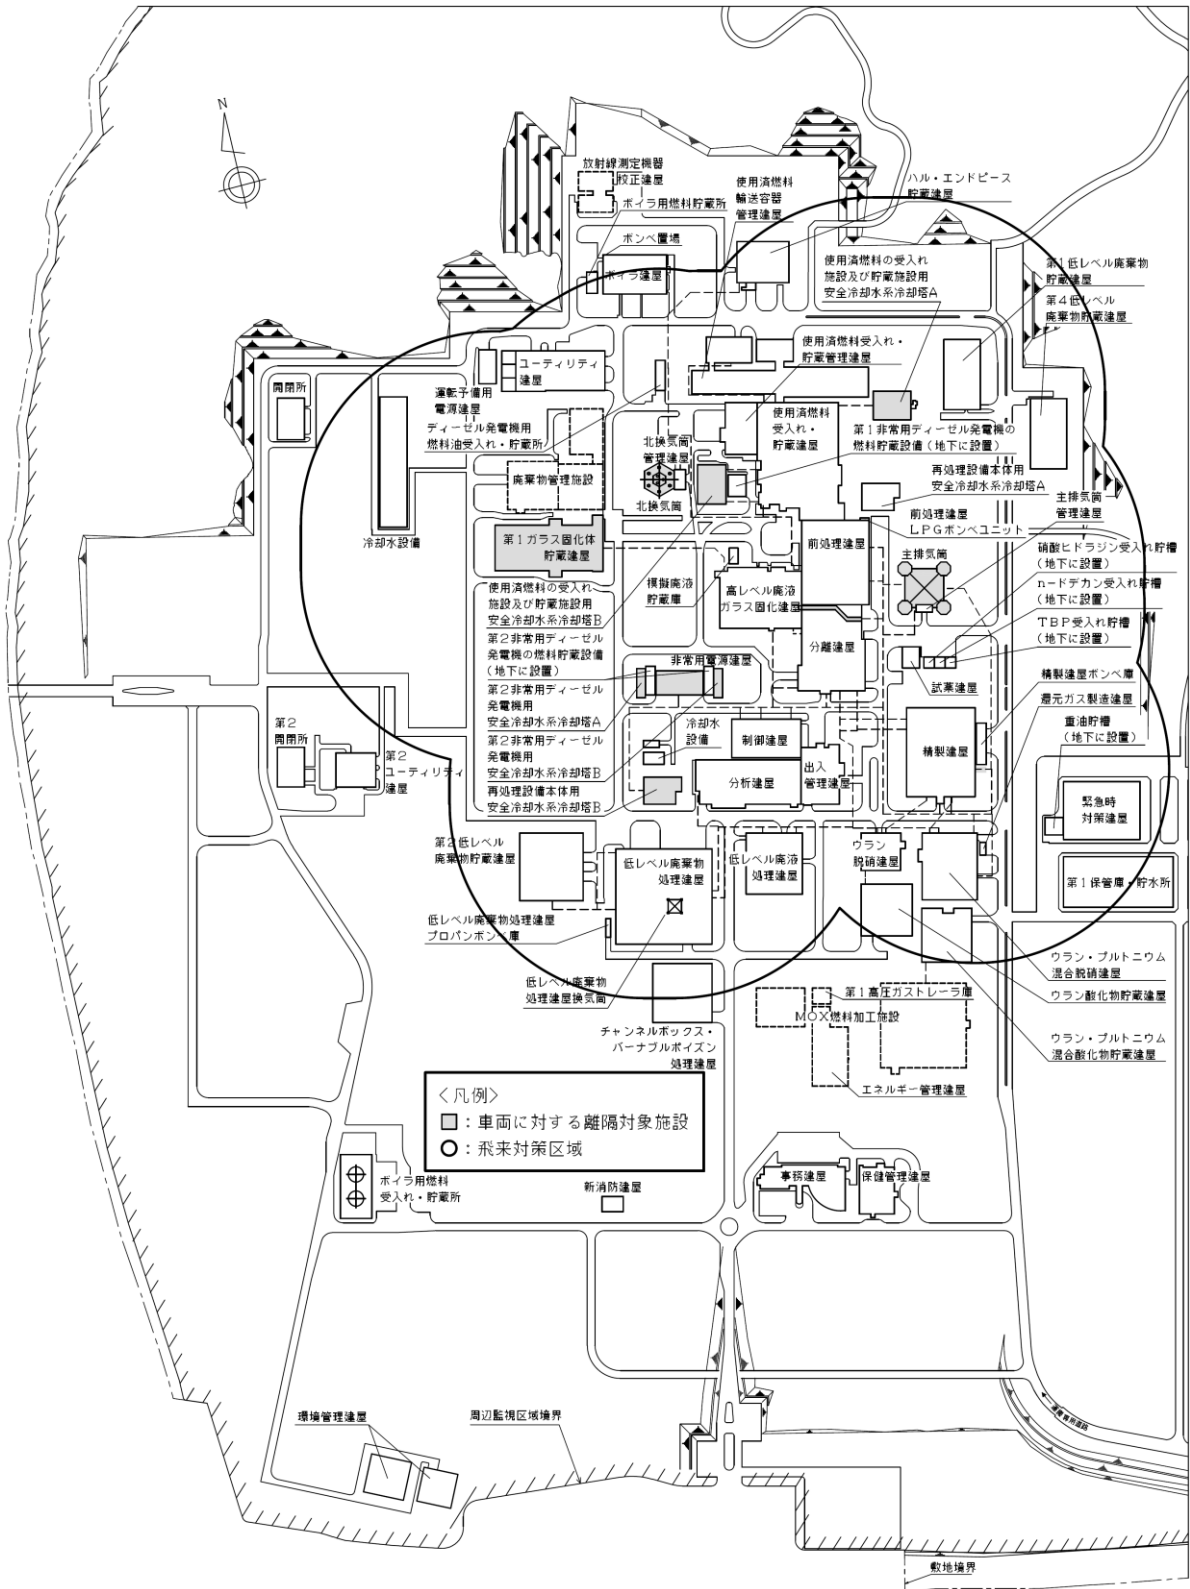 N
放射線測定機器
校正建屋
ボイラ用燃料貯蔵所
ボンベ置場
ボイラ建屋
使用済燃料
輸送容器
管理建屋
ハル・エンドピース
貯蔵建屋
使用済燃料の受入れ
施設及び貯蔵施設用
安全冷却水系冷却塔A
第1低レベル廃棄物
貯蔵建屋
第4低レベル
廃棄物貯蔵建屋
使用済燃料受入れ・
貯蔵管理建屋
ユーティリティ
建屋
開閉所
運転予備用
電源建屋
ディーゼル発電機用
燃料油受入れ・貯蔵所
使用済燃料
受入れ・
貯蔵建屋
第1非常用ディーゼル発電機の
燃料貯蔵設備(地下に設置)
北換気筒
管理建屋
廃棄物管理施設
北換気筒
再処理設備本体用
安全冷却水系冷却塔A
主排気筒
管理建屋
冷却水設備
第1ガラス固化体
貯蔵建屋
前処理建屋
LPGボンベユニット
前処理建屋
主排気筒
硝酸ヒドラジン受入れ貯槽
(地下に設置)
n-ドデカン受入れ貯槽
(地下に設置)
TBP受入れ貯槽
(地下に設置)
模擬廃液
貯蔵庫
高レベル廃液
ガラス固化建屋
使用済燃料の受入れ
施設及び貯蔵施設用
安全冷却水系冷却塔B
第2非常用ディーゼル
発電機の燃料貯蔵設備
(地下に設置)
非常用電源建屋
分離建屋
試薬建屋
精製建屋ボンベ庫
還元ガス製造建屋
重油貯槽
(地下に設置)
第2非常用ディーゼル
発電機用
安全冷却水系冷却塔A
第2非常用ディーゼル
発電機用
安全冷却水系冷却塔B
再処理設備本体用
安全冷却水系冷却塔B
冷却水
設備
制御建屋
精製建屋
第2
開閉所
第2
ユーティリティ
建屋
分析建屋
出入
管理建屋
緊急時
対策建屋
第2低レベル
廃棄物貯蔵建屋
低レベル廃棄物
処理建屋
低レベル廃液
処理建屋
ウラン
脱硝建屋
第1保管庫・貯水所
低レベル廃棄物処理建屋
プロパンボンベ庫
低レベル廃棄物
処理建屋換気筒
ウラン・プルトニウム
混合脱硝建屋
ウラン酸化物貯蔵建屋
第1高圧ガストレーラ庫
MOX燃料加工施設
チャンネルボックス・
バーナブルポイズン
処理建屋
ウラン・プルトニウム
混合酸化物貯蔵建屋
エネルギー管理建屋
<凡例>
:車両に対する離隔対象施設
:飛来対策区域
ボイラ用燃料
受入れ・貯蔵所
新消防建屋
事務建屋
保健管理建屋
環境管理建屋
周辺監視区域境界
敷地境界